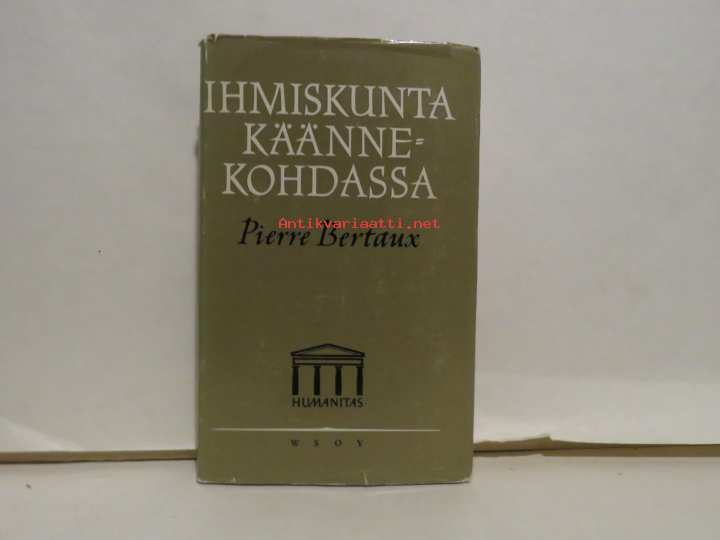 IHMISKUNTA
KÄÄNNE=
KOHDASSA
Antikvariaatti.net
Pierre Bertaux
HUMANITAS
WSOY